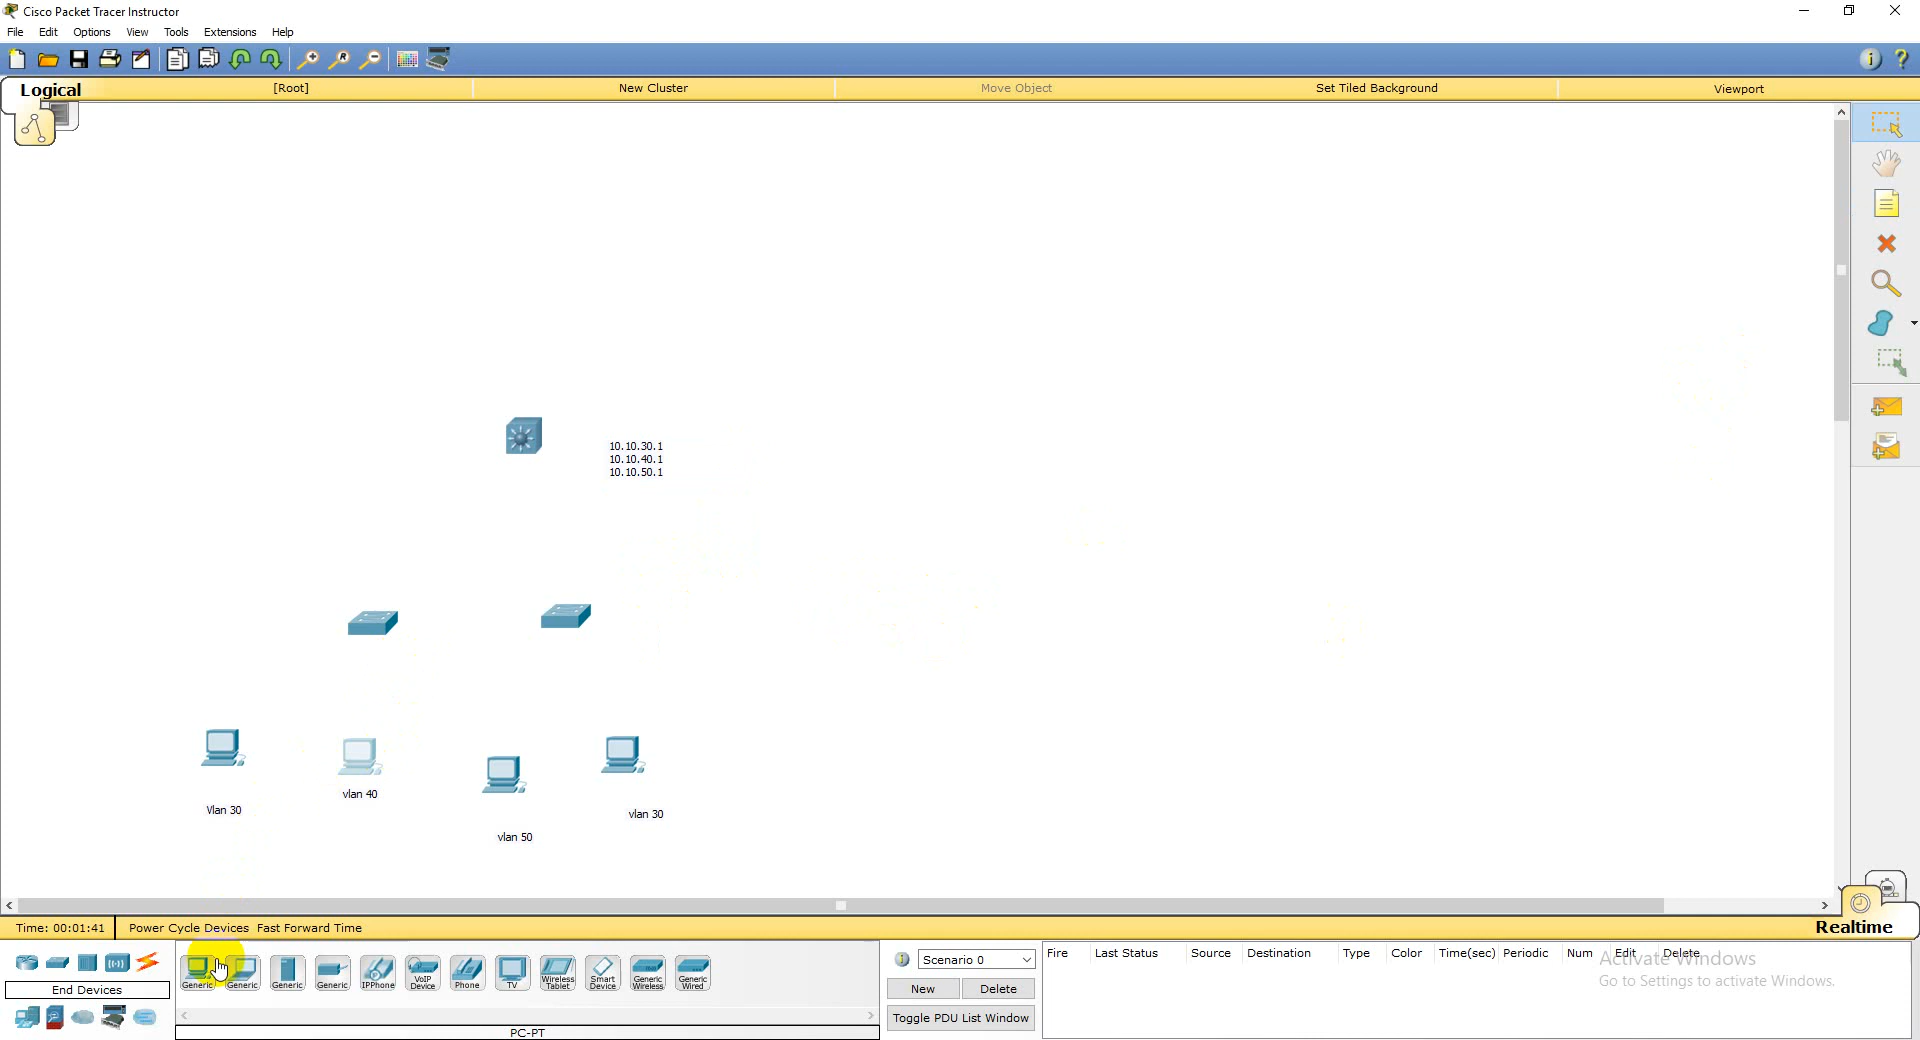 Cisco Packet Tracer Instructor
File Edit Options View Tools Extensions Help
Logical [Root] New Cluster Move Object Set Tiled Background Viewport
10.10.30.1
10.10.40.1
10.10.50.1
Vlan 30
vlan 40
vlan 50
vlan 30
Time: 00:01:41 Power Cycle Devices Fast Forward Time
Realtime
End Devices
Generic
Generic
Generic
Generic
IPPhone
VoIP
Device
Phone
TV
Wireless
Tablet
Smart
Device
Generic
Wireless
Generic
Wired
PC-PT
Scenario 0
New Delete
Toggle PDU List Window
Fire Last Status Source Destination Type Color Time(sec) Periodic Num Edit Delete
Activate Windows
Go to Settings to activate Windows.